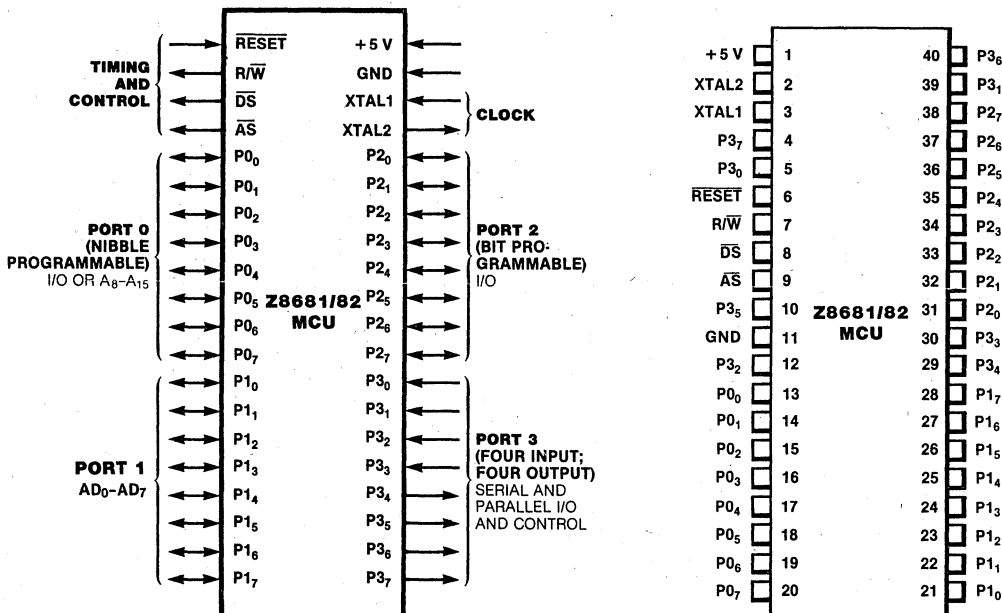 TIMING
AND
CONTROL
RESET
R/W
DS
AS
+5 V
GND
XTAL1
XTAL2
CLOCK
PORT 0
(NIBBLE
PROGRAMMABLE)
I/O OR A8–A15
P00
P01
P02
P03
P04
P05
P06
P07
P20
P21
P22
P23
P24
P25
P26
P27
PORT 2
(BIT PRO-
GRAMMABLE)
I/O
Z8681/82
MCU
PORT 1
AD0–AD7
P10
P11
P12
P13
P14
P15
P16
P17
P30
P31
P32
P33
P34
P35
P36
P37
PORT 3
(FOUR INPUT;
FOUR OUTPUT)
SERIAL AND
PARALLEL I/O
AND CONTROL
+5 V 1 40 P36
XTAL2 2 39 P31
XTAL1 3 38 P27
P37 4 37 P26
P30 5 36 P25
RESET 6 35 P24
R/W 7 34 P23
DS 8 33 P22
AS 9 32 P21
P35 10 31 P20
Z8681/82
MCU
GND 11 30 P33
P32 12 29 P34
P00 13 28 P17
P01 14 27 P16
P02 15 26 P15
P03 16 25 P14
P04 17 24 P13
P05 18 23 P12
P06 19 22 P11
P07 20 21 P10